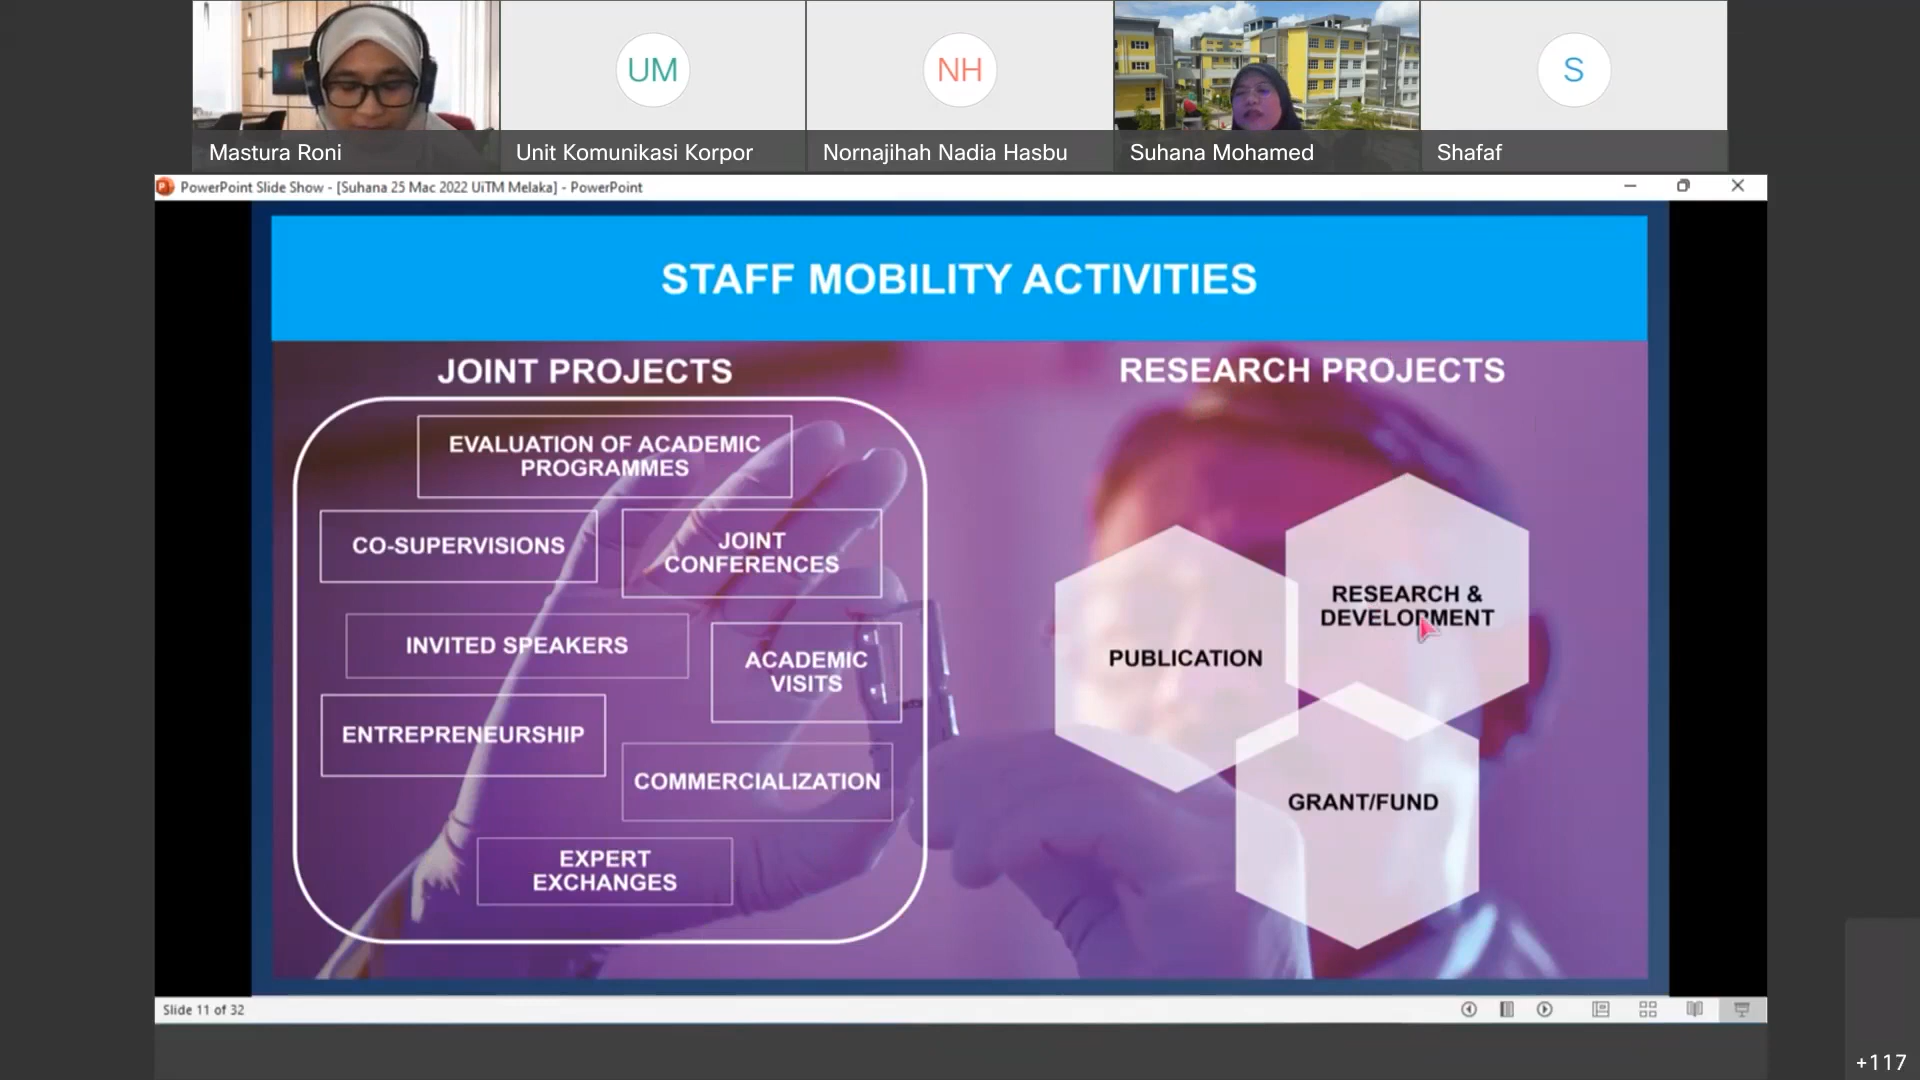 UM
NH
S
Mastura Roni
Unit Komunikasi Korpor
Nornajihah Nadia Hasbu
Suhana Mohamed
Shafaf
PowerPoint Slide Show - [Suhana 25 Mac 2022 UiTM Melaka] - PowerPoint
STAFF MOBILITY ACTIVITIES
JOINT PROJECTS
EVALUATION OF ACADEMIC
PROGRAMMES
CO-SUPERVISIONS
JOINT
CONFERENCES
INVITED SPEAKERS
ACADEMIC
VISITS
ENTREPRENEURSHIP
COMMERCIALIZATION
EXPERT
EXCHANGES
RESEARCH PROJECTS
RESEARCH &
DEVELOPMENT
PUBLICATION
GRANT/FUND
Slide 11 of 32
+117